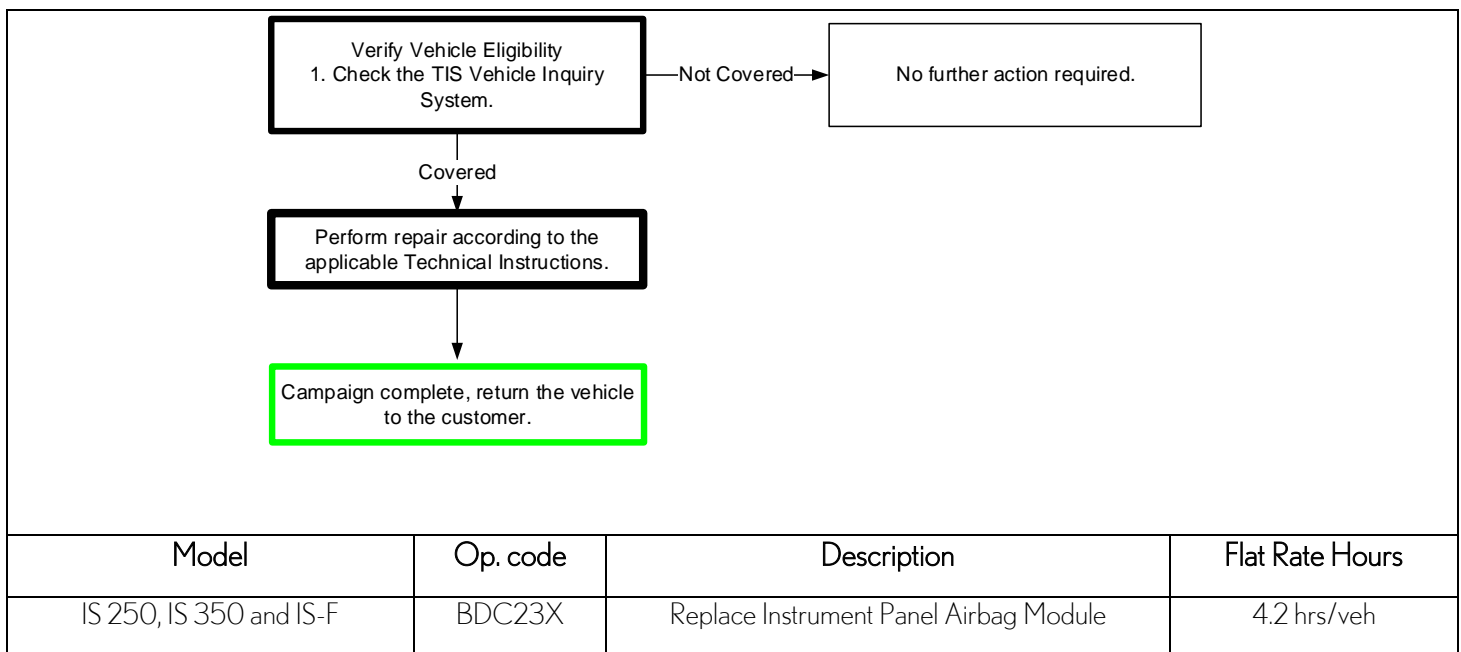 Verify Vehicle Eligibility
1. Check the TIS Vehicle Inquiry
System.
Not Covered
No further action required.
Covered
Perform repair according to the
applicable Technical Instructions.
Campaign complete, return the vehicle
to the customer.
Model Op. code Description Flat Rate Hours
IS 250, IS 350 and IS-F BDC23X Replace Instrument Panel Airbag Module 4.2 hrs/veh